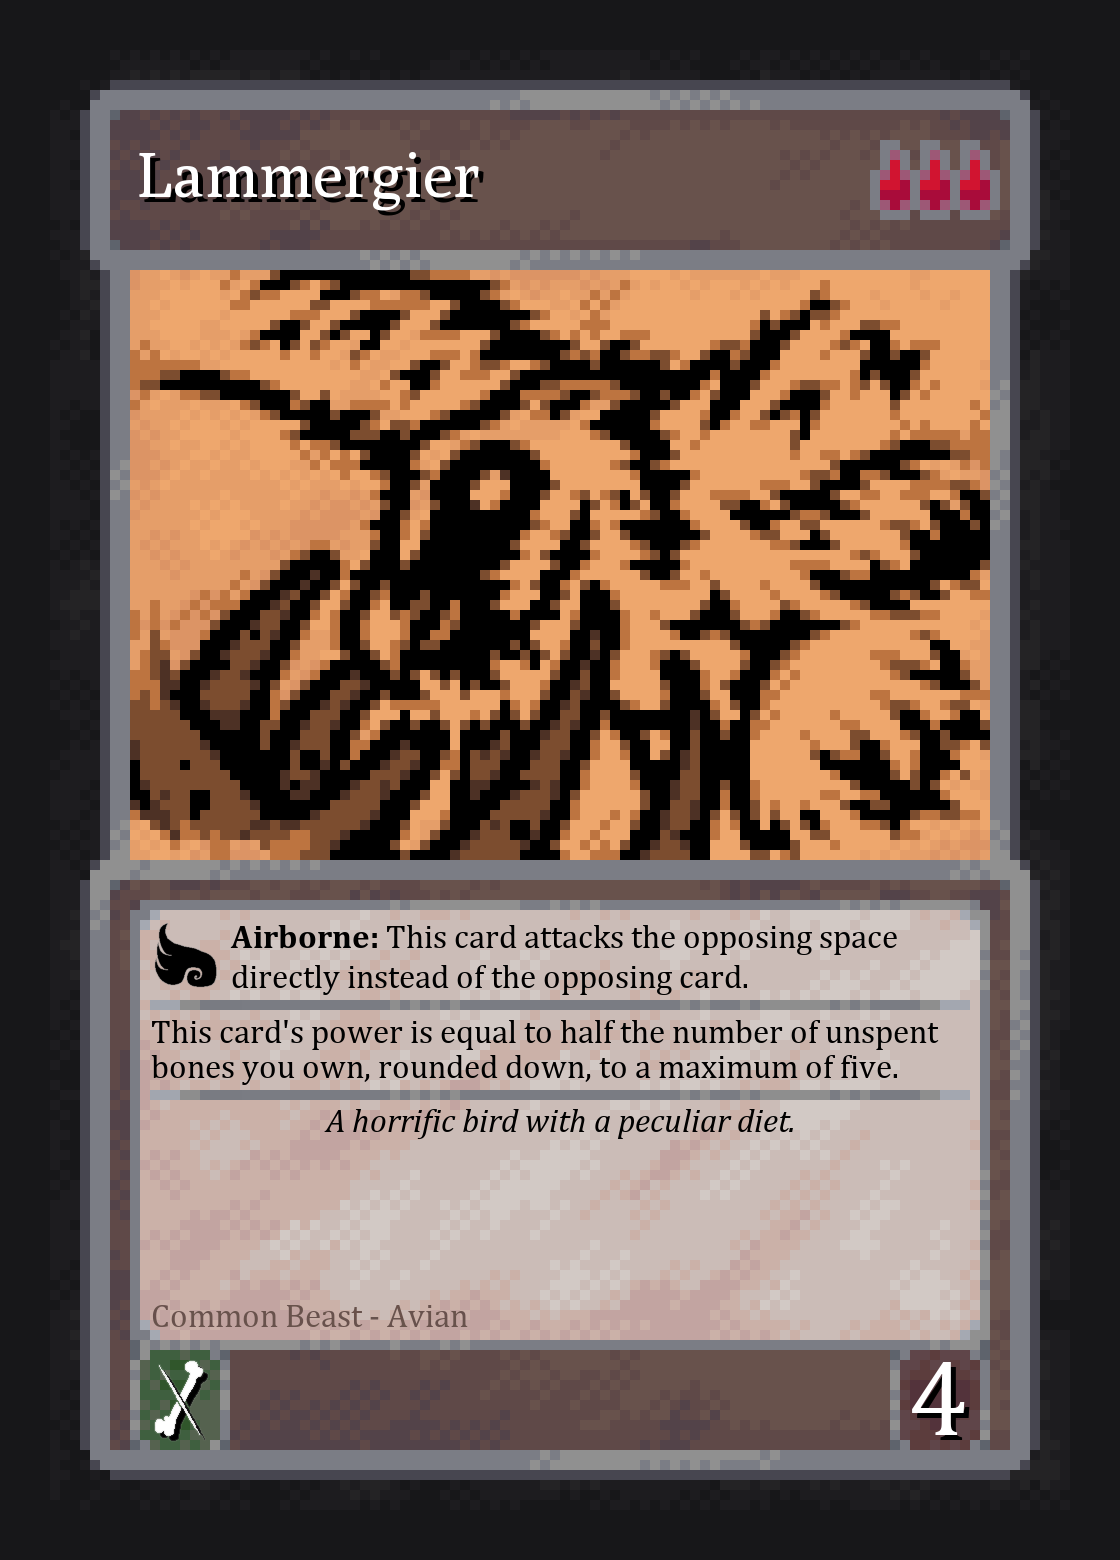 Lammergier
Airborne: This card attacks the opposing space
directly instead of the opposing card.
This card's power is equal to half the number of unspent
bones you own, rounded down, to a maximum of five.
A horrific bird with a peculiar diet.
Common Beast - Avian
4